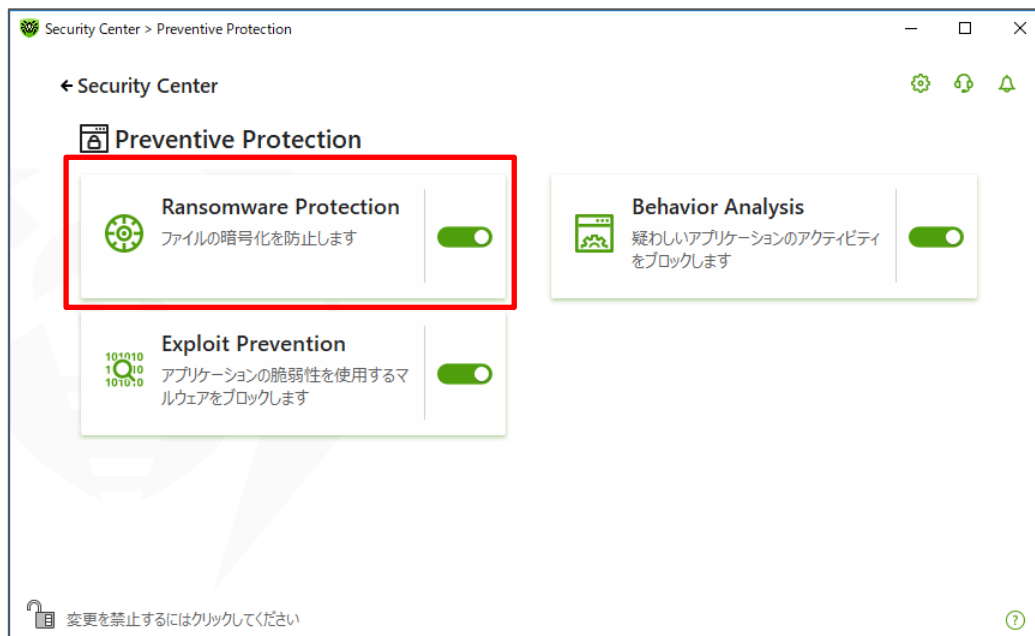 Security Center > Preventive Protection
Security Center
Preventive Protection
Ransomware Protection
ファイルの暗号化を防止します
Behavior Analysis
疑わしいアプリケーションのアクティビティ
をブロックします
Exploit Prevention
アプリケーションの脆弱性を使用するマ
ルウェアをブロックします
変更を禁止するにはクリックしてください